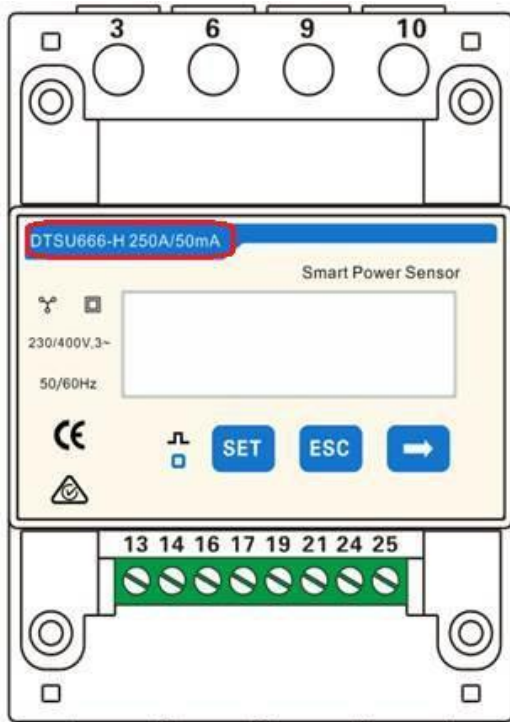 3 6 9 10
DTSU666-H 250A/50mA
Smart Power Sensor
230/400V,3~
50/60Hz
CE
SET ESC
13 14 16 17 19 21 24 25